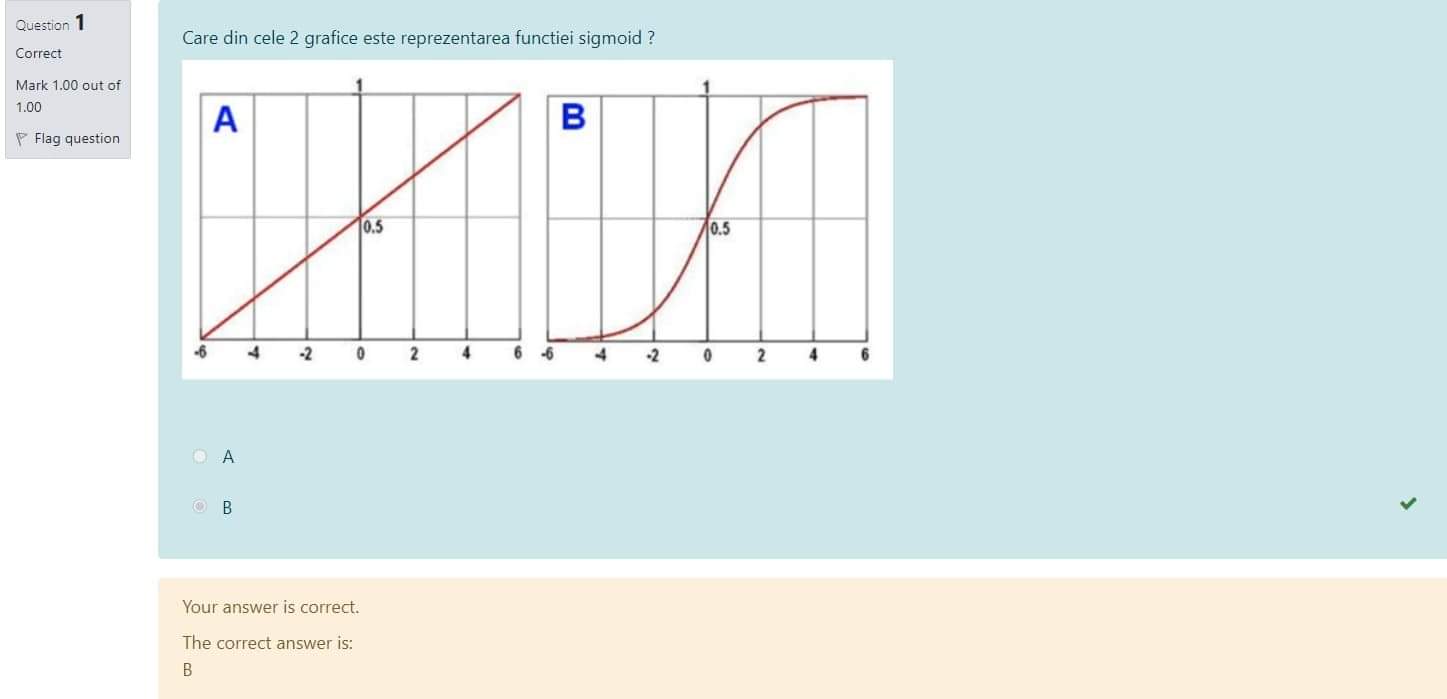 Question 1
Correct
Mark 1.00 out of
1.00
Flag question
Care din cele 2 grafice este reprezentarea functiei sigmoid ?
A
1
0.5
-6 -4 -2 0 2 4 6
B
1
0.5
-6 -4 -2 0 2 4 6
A
B
Your answer is correct.
The correct answer is:
B